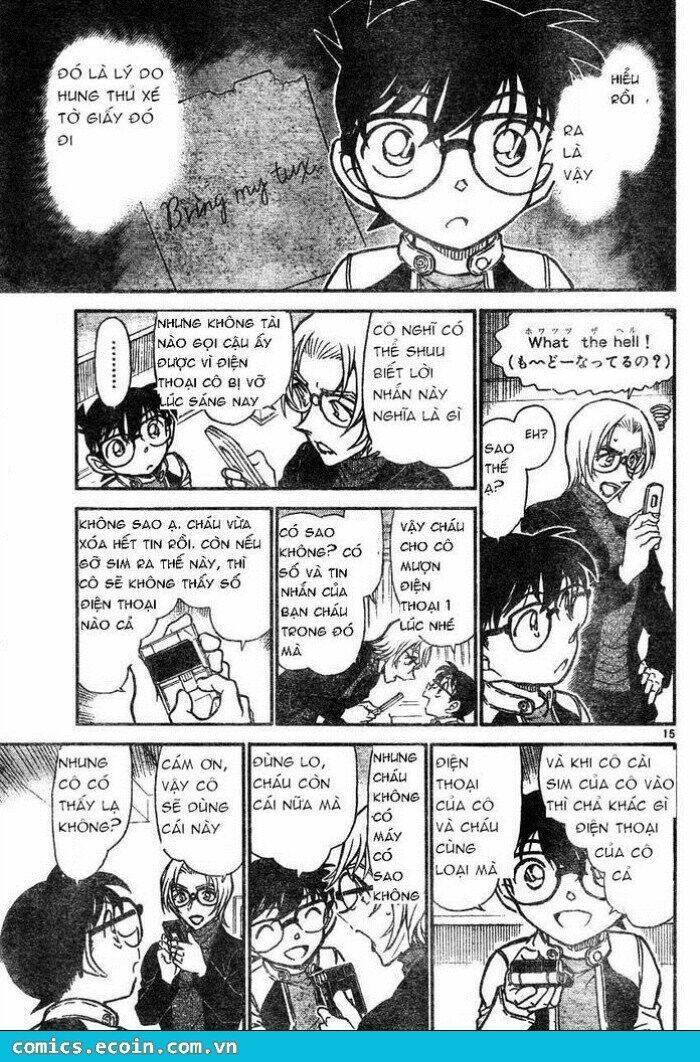 HIỂU
RỒI
RA
LÀ
VẬY
ĐÓ LÀ LÝ DO
HUNG THỦ XÉ
TỜ GIẤY ĐÓ
ĐI
Bring my tux.
ホワッツ ザ ヘル
What the hell!
(も〜どーなってるの?)
EH?
SAO
THẾ
Ạ?
CÔ NGHĨ CÓ
THỂ SHUU
BIẾT LỜI
NHẮN NÀY
NGHĨA LÀ GÌ
NHƯNG KHÔNG TÀI
NÀO GỌI CẬU ẤY
ĐƯỢC VÌ ĐIỆN
THOẠI CÔ BỊ VỠ
LÚC SÁNG NAY
........
VẬY CHÁU
CHO CÔ
MƯỢN
ĐIỆN
THOẠI 1
LÚC NHÉ
CÓ SAO
KHÔNG? CÓ
SỐ VÀ TIN
NHẮN CỦA
BẠN CHÁU
TRONG ĐÓ
MÀ
KHÔNG SAO Ạ. CHÁU VỪA
XÓA HẾT TIN RỒI. CÒN NẾU
GỠ SIM RA THẾ NÀY, THÌ
CÔ SẼ KHÔNG THẤY SỐ
ĐIỆN THOẠI
NÀO CẢ
15
VÀ KHI CÔ CÀI
SIM CỦA CÔ VÀO
THÌ CHẢ KHÁC GÌ
ĐIỆN THOẠI
CỦA CÔ
CẢ
ĐIỆN
THOẠI
CỦA CÔ
VÀ CHÁU
CÙNG
LOẠI MÀ
NHƯNG
CHÁU
KHÔNG
CÓ
MÁY
CÓ
SAO
KHÔNG
ĐỪNG LO,
CHÁU CÒN
CÁI NỮA MÀ
CÁM ƠN,
VẬY CÔ
SẼ DÙNG
CÁI NÀY
NHƯNG
CÔ CÓ
THẤY LẠ
KHÔNG?
comics.ecoin.com.vn